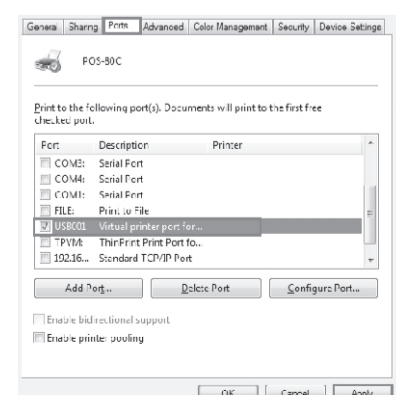 General Sharing Ports Advanced Color Management Security Device Settings
POS-80C
Print to the following port(s). Documents will print to the first free
checked port.
Port Description Printer
COM3: Serial Port
COM4: Serial Port
COM1: Serial Port
FILE: Print to File
USB001 Virtual printer port for...
TPVM: ThinPrint Print Port fo...
192.16... Standard TCP/IP Port
Add Port... Delete Port Configure Port...
Enable bidirectional support
Enable printer pooling
OK Cancel Apply